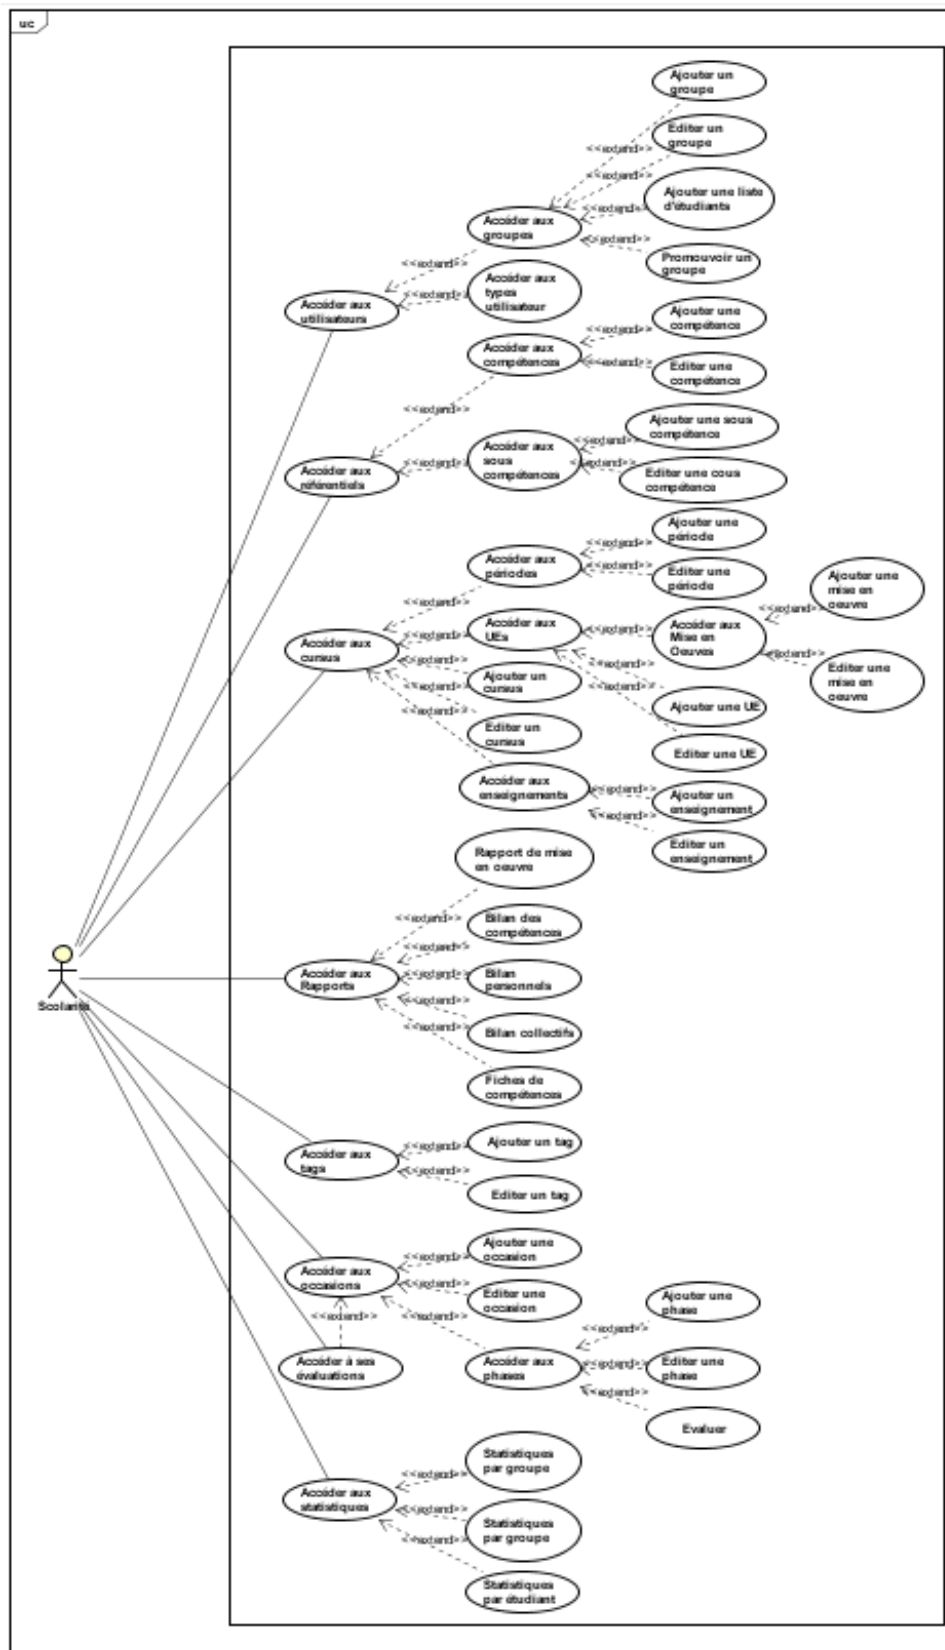 uc
Ajouter un
groupe
Editer un
groupe
<<extend>>
<<extend>>
Ajouter une liste
d'étudiants
<<extend>>
Accéder aux
groupes
<<extend>>
Promouvoir un
groupe
<<extend>>
Accéder aux
types
utilisateur
<<extend>>
Accéder aux
utilisateurs
Ajouter une
compétence
<<extend>>
Accéder aux
compétences
<<extend>>
Editer une
compétence
<<extend>>
Ajouter une sous
compétence
<<extend>>
Accéder aux
sous
compétences
<<extend>>
<<extend>>
Accéder aux
référentiels
Editer une cous
compétence
Ajouter une
période
<<extend>>
Accéder aux
périodes
<<extend>>
Editer une
période
Ajouter une
mise en
oeuvre
<<extend>>
<<extend>>
Accéder aux
UEs
<<extend>>
<<extend>>
Accéder aux
Mise en
Oeuves
Accéder aux
cursus
<<extend>>
<<extend>>
Editer une
mise en
oeuvre
Ajouter un
cursus
<<extend>>
<<extend>>
<<extend>>
<<extend>>
Ajouter une UE
Editer un
cursus
Editer une UE
Accéder aux
enseignements
<<extend>>
Ajouter un
enseignement
<<extend>>
Editer un
enseignement
Rapport de mise
en oeuvre
<<extend>>
Bilan des
compétences
<<extend>>
Accéder aux
Rapports
<<extend>>
Bilan
personnels
<<extend>>
Scolarité
<<extend>>
Bilan collectifs
Fiches de
compétences
Accéder aux
tags
<<extend>>
Ajouter un tag
<<extend>>
Editer un tag
Ajouter une
occasion
<<extend>>
Accéder aux
occasions
<<extend>>
Editer une
occasion
<<extend>>
<<extend>>
Ajouter une
phase
<<extend>>
Accéder à ses
évaluations
Accéder aux
phases
<<extend>>
Editer une
phase
<<extend>>
Evaluer
Statistiques
par groupe
<<extend>>
Accéder aux
statistiques
<<extend>>
Statistiques
par groupe
<<extend>>
Statistiques
par étudiant